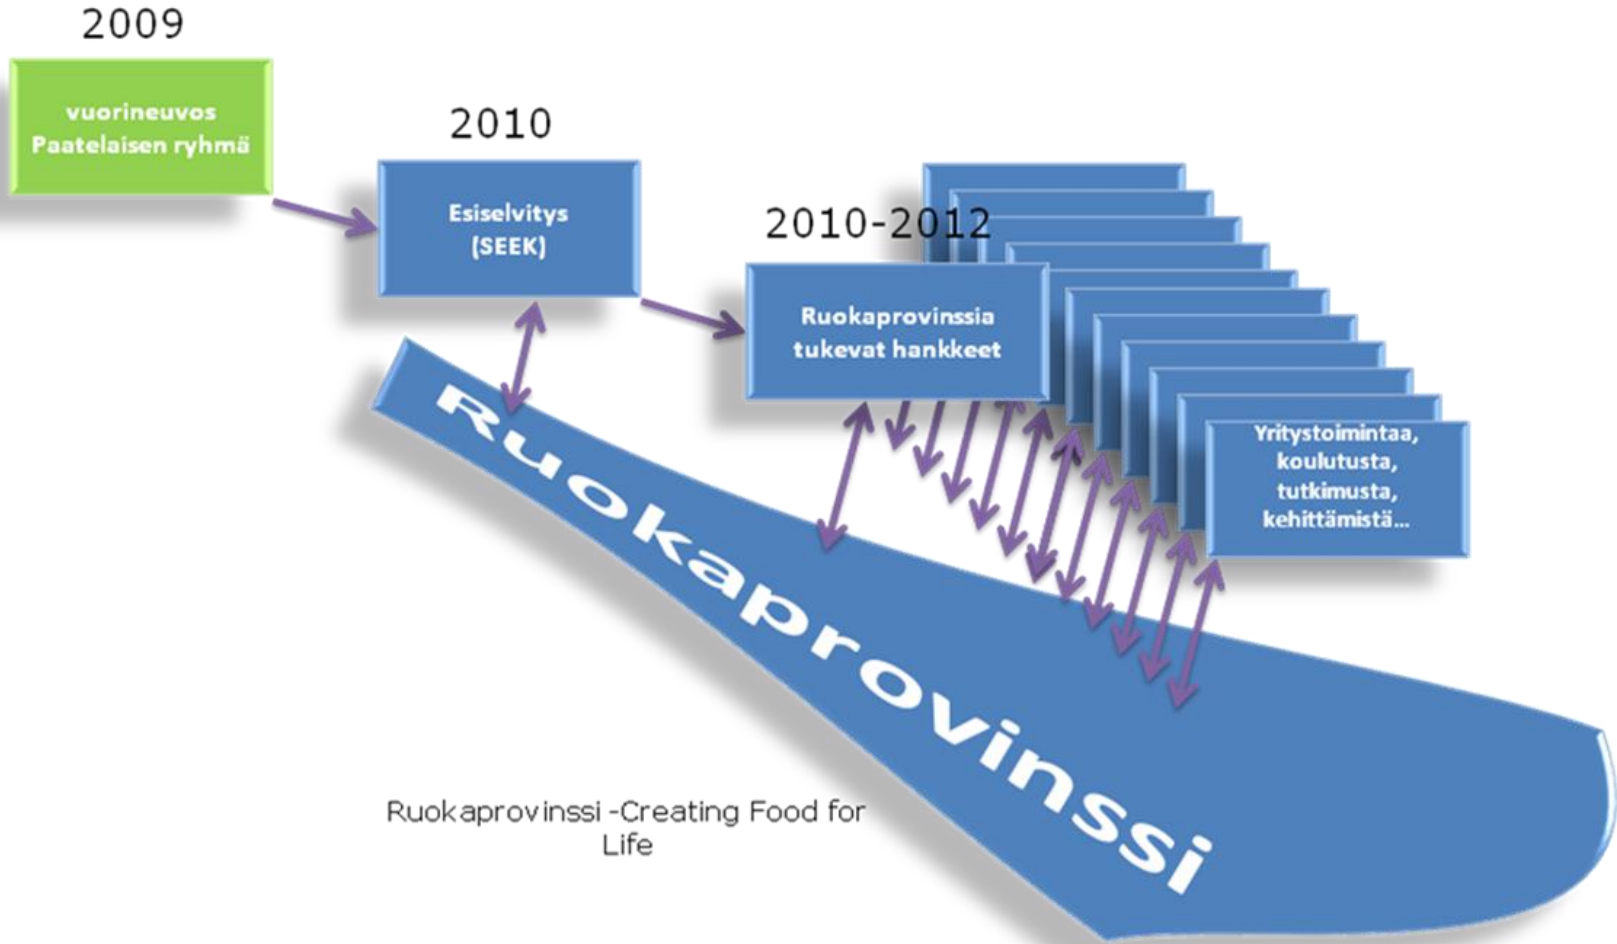 2009
vuorineuvos
Paatelaisen ryhmä
2010
Esiselvitys
(SEEK)
2010-2012
Ruokaprovinssia
tukevat hankkeet
Yritystoimintaa,
koulutusta,
tutkimusta,
kehittämistä...
Ruokaprovinssi
Ruokaprovinssi -Creating Food for
Life